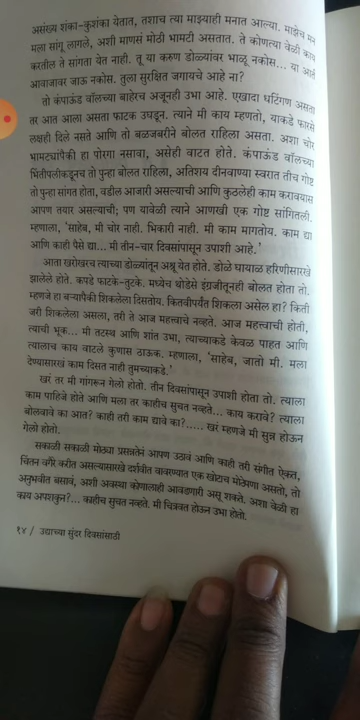 असंख्य शंका-कुशंका येतात, तशाच त्या माझ्याही मनात आल्या. माझेच मन
मला सांगू लागले, अशी माणसं मोठी भामटी असतात. ते कोणत्या वेळी काय
करतील ते सांगता येत नाही. तू या करुण डोळ्यांवर भाळू नकोस... या आर्त
आवाजावर जाऊ नकोस. तुला सुरक्षित जगायचे आहे ना?
तो कंपाऊंड वॉलच्या बाहेरच अजूनही उभा आहे. एखादा धटिंगण असता
तर आत आला असता फाटक उघडून. त्याने मी काय म्हणतो, याकडे फारसे
लक्षही दिले नसते आणि तो बळजबरीने बोलत राहिला असता. अशा चोर
भामट्यांपैकी हा पोरगा नसावा, असेही वाटत होते. कंपाऊंड वॉलच्या
भिंतीपलीकडूनच तो पुन्हा बोलत राहिला, अतिशय दीनवाण्या स्वरात तीच गोष्ट
तो पुन्हा सांगत होता, वडील आजारी असल्याची आणि कुठलेही काम करावयास
आपण तयार असल्याची; पण यावेळी त्याने आणखी एक गोष्ट सांगितली.
म्हणाला, 'साहेब, मी चोर नाही. भिकारी नाही. मी काम मागतोय. काम द्या
आणि काही पैसे द्या... मी तीन-चार दिवसांपासून उपाशी आहे.'
आता खरोखरच त्याच्या डोळ्यांतून अश्रू येत होते. डोळे घायाळ हरिणीसारखे
झालेले होते. कपडे फाटके-तुटके. मध्येच थोडेसे इंग्रजीतूनही बोलत होता तो.
म्हणजे हा बऱ्यापैकी शिकलेला दिसतोय. कितवीपर्यंत शिकला असेल हा? किती
जरी शिकलेला असला, तरी ते आज महत्त्वाचे नव्हते. आज महत्त्वाची होती,
त्याची भूक... मी तटस्थ आणि शांत उभा, त्याच्याकडे केवळ पाहत आणि
त्यालाच काय वाटले कुणास ठाऊक. म्हणाला, 'साहेब, जातो मी. मला
देण्यासारखं काम दिसत नाही तुमच्याकडे.'
खरं तर मी गांगरून गेलो होतो. तीन दिवसांपासून उपाशी होता तो. त्याला
काम पाहिजे होते आणि मला तर काहीच सुचत नव्हते... काय करावे? त्याला
बोलवावे का आत? काही तरी काम द्यावे का?..... खरं म्हणजे मी सुन्न होऊन
गेलो होतो.
सकाळी सकाळी मोठ्या प्रसन्नतेनं आपण उठावं आणि काही तरी संगीत ऐकत,
चिंतन वगैरे करीत असल्यासारखे दर्शवीत वावरण्यात एक खोटाच मोठेपणा असतो, तो
अनुभवीत बसावं, अशी अवस्था कोणालाही आवडणारी असू शकते. अशा वेळी हा
काय अपशकुन?... काहीच सुचत नव्हते. मी चित्रवत होऊन उभा होतो.
१४ / उद्याच्या सुंदर दिवसांसाठी